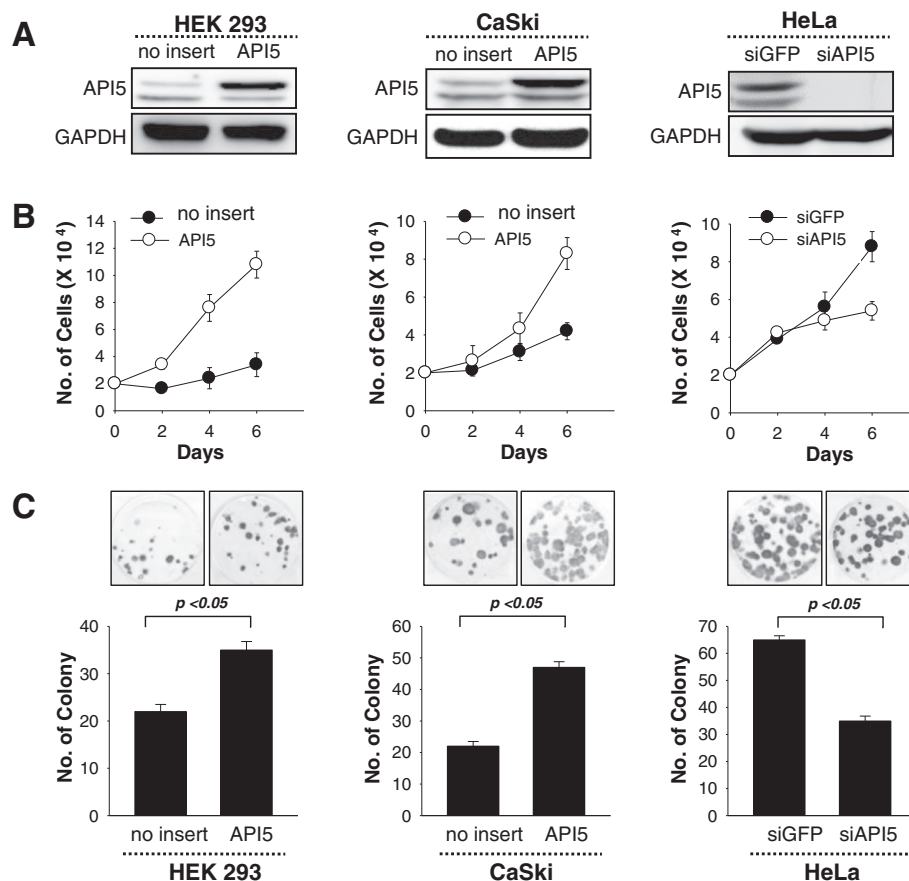 A
HEK 293
no insert API5
API5
GAPDH
CaSki
no insert API5
API5
GAPDH
HeLa
siGFP siAPI5
API5
GAPDH
B
no insert
API5
No. of Cells (X 10 4)
14
12
10
8
6
4
2
0
0 2 4 6
Days
no insert
API5
No. of Cells (X 10 4)
10
8
6
4
2
0
0 2 4 6
Days
siGFP
siAPI5
No. of Cells (X 10 4)
10
8
6
4
2
0
0 2 4 6
Days
C
p <0.05
No. of Colony
40
30
20
10
0
no insert API5
HEK 293
p <0.05
No. of Colony
60
50
40
30
20
10
0
no insert API5
CaSki
p <0.05
No. of Colony
70
60
50
40
30
20
10
0
siGFP siAPI5
HeLa